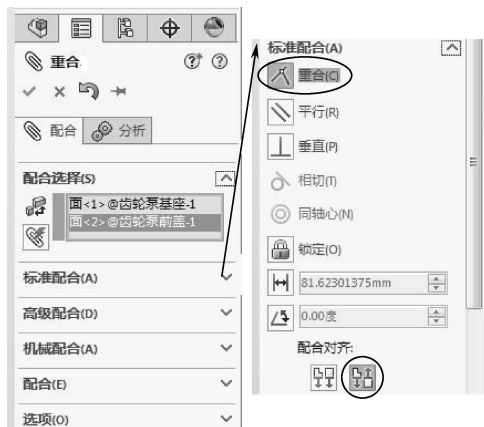 重合
配合
分析
配合选择(S)
面<1>@齿轮泵基座-1
面<2>@齿轮泵前盖-1
标准配合(A)
高级配合(D)
机械配合(A)
配合(E)
选项(O)
标准配合(A)
重合(C)
平行(R)
垂直(P)
相切(T)
同轴心(N)
锁定(O)
81.62301375mm
0.00度
配合对齐: